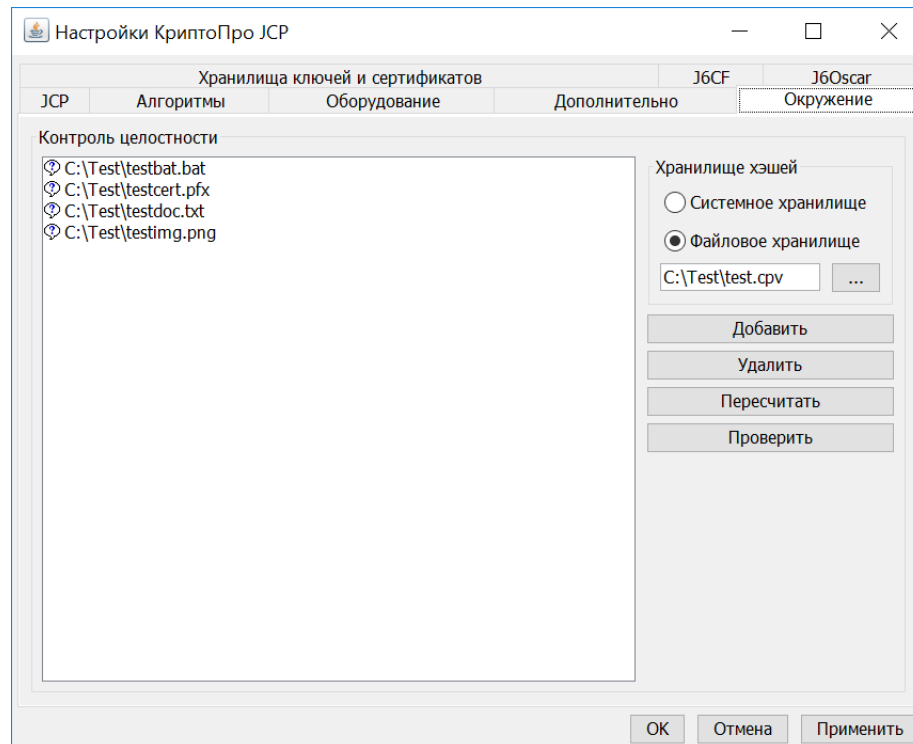 Настройки КриптоПро JCP
Хранилища ключей и сертификатов J6CF J6Oscar
JCP Алгоритмы Оборудование Дополнительно Окружение
Контроль целостности
C:\Test\testbat.bat
C:\Test\testcert.pfx
C:\Test\testdoc.txt
C:\Test\testimg.png
Хранилище хэшей
Системное хранилище
Файловое хранилище
C:\Test\test.cpv ...
Добавить
Удалить
Пересчитать
Проверить
OK Отмена Применить